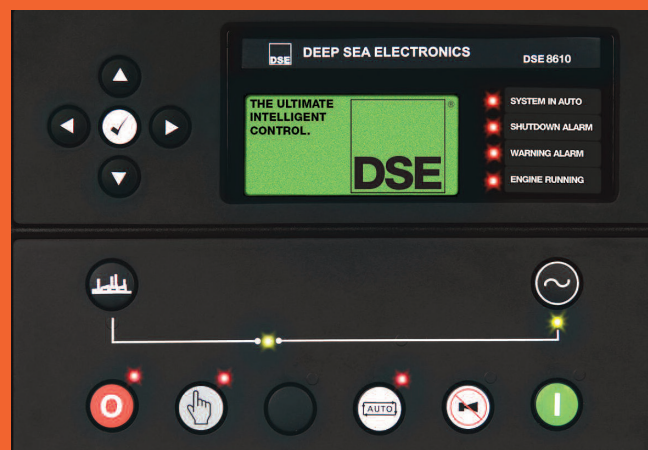 DSE
DEEP SEA ELECTRONICS
DSE 8610
THE ULTIMATE
INTELLIGENT
CONTROL.
DSE
®
SYSTEM IN AUTO
SHUTDOWN ALARM
WARNING ALARM
ENGINE RUNNING
O
AUTO
I